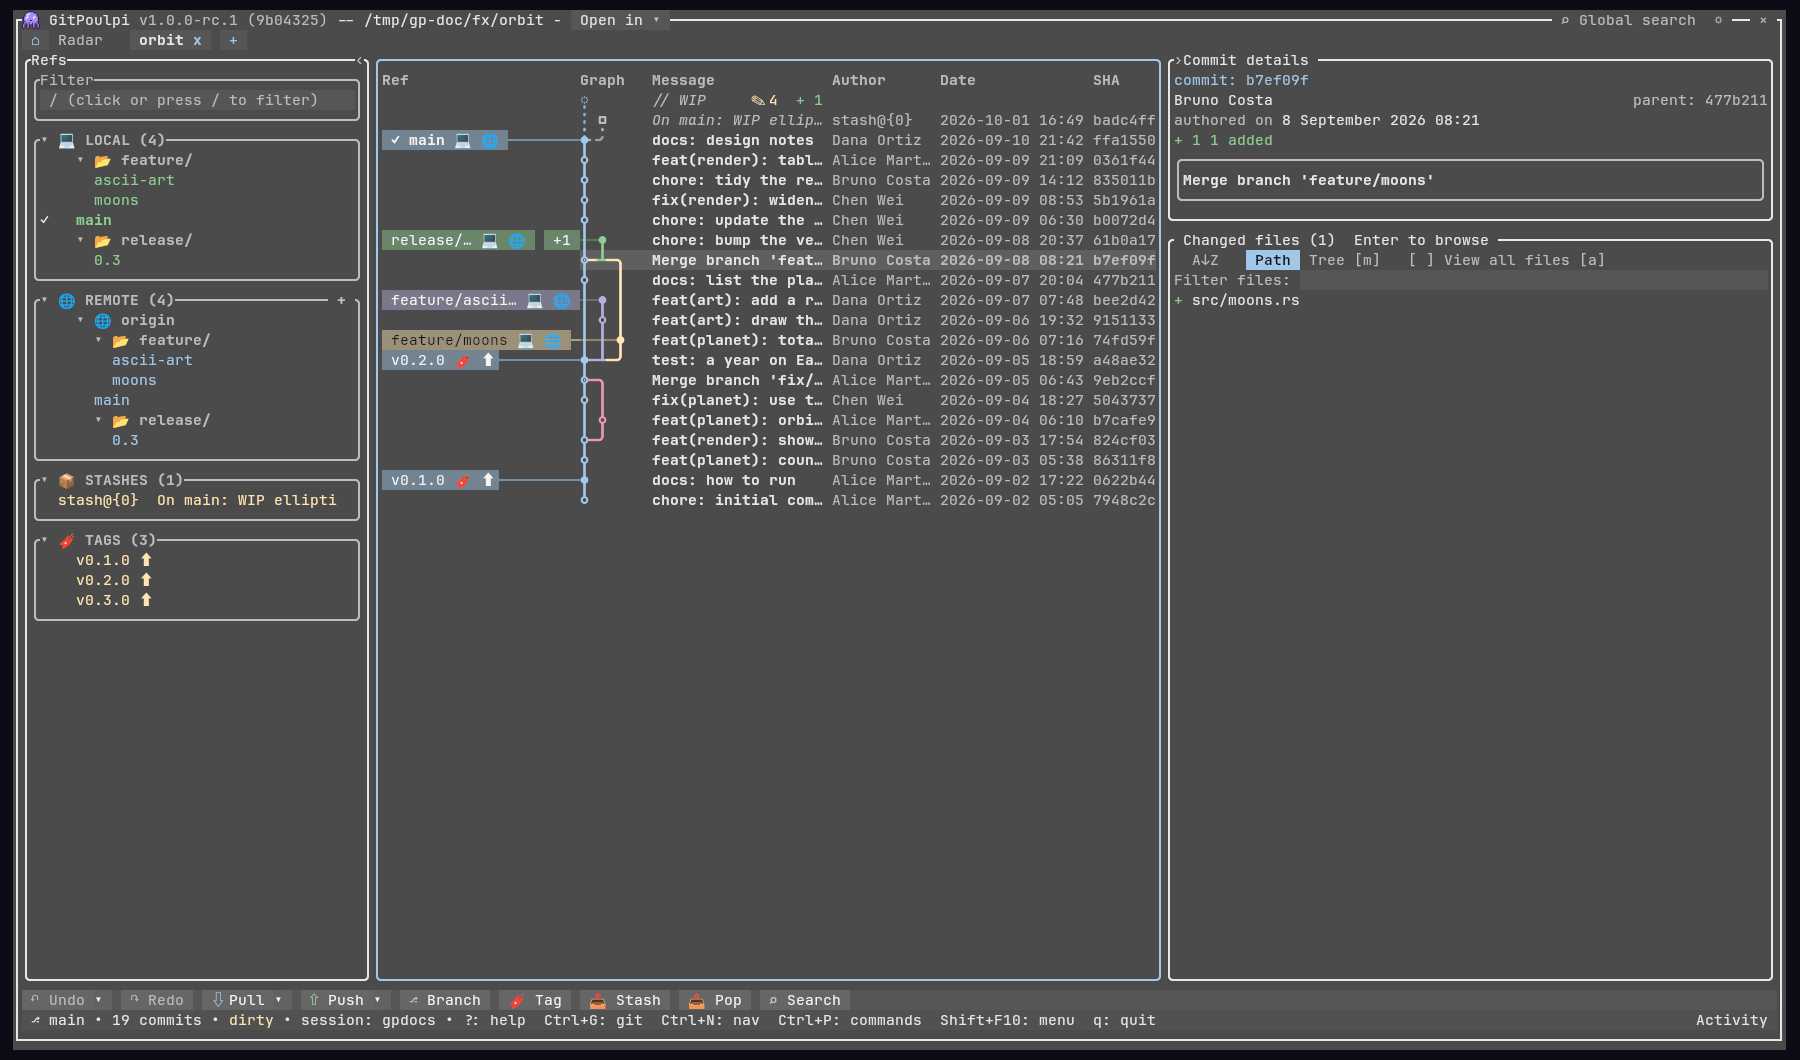 GitPoulpi v1.0.0-rc.1 (9b04325) −− /tmp/gp-doc/fx/orbit - Open in ▾ ⌕ Global search ☼ ×
⌂ Radar orbit x +
Refs ‹
Filter
/ (click or press / to filter)
▾ LOCAL (4)
▾ feature/
ascii-art
moons
✓ main
▾ release/
0.3
▾ REMOTE (4) +
▾ origin
▾ feature/
ascii-art
moons
main
▾ release/
0.3
▾ STASHES (1)
stash@{0} On main: WIP ellipti
▾ TAGS (3)
v0.1.0 ⬆
v0.2.0 ⬆
v0.3.0 ⬆
Ref Graph Message Author Date SHA
// WIP ✎ 4 + 1
On main: WIP ellip… stash@{0} 2026-10-01 16:49 badc4ff
✓ main docs: design notes Dana Ortiz 2026-09-10 21:42 ffa1550
feat(render): tabl… Alice Mart… 2026-09-09 21:09 0361f44
chore: tidy the re… Bruno Costa 2026-09-09 14:12 835011b
fix(render): widen… Chen Wei 2026-09-09 08:53 5b1961a
chore: update the … Chen Wei 2026-09-09 06:30 b0072d4
release/… +1 chore: bump the ve… Chen Wei 2026-09-08 20:37 61b0a17
Merge branch 'feat… Bruno Costa 2026-09-08 08:21 b7ef09f
docs: list the pla… Alice Mart… 2026-09-07 20:04 477b211
feature/ascii… feat(art): add a r… Dana Ortiz 2026-09-07 07:48 bee2d42
feat(art): draw th… Dana Ortiz 2026-09-06 19:32 9151133
feature/moons feat(planet): tota… Bruno Costa 2026-09-06 07:16 74fd59f
v0.2.0 ⬆ test: a year on Ea… Dana Ortiz 2026-09-05 18:59 a48ae32
Merge branch 'fix/… Alice Mart… 2026-09-05 06:43 9eb2ccf
fix(planet): use t… Chen Wei 2026-09-04 18:27 5043737
feat(planet): orbi… Alice Mart… 2026-09-04 06:10 b7cafe9
feat(render): show… Bruno Costa 2026-09-03 17:54 824cf03
feat(planet): coun… Bruno Costa 2026-09-03 05:38 86311f8
v0.1.0 ⬆ docs: how to run Alice Mart… 2026-09-02 17:22 0622b44
chore: initial com… Alice Mart… 2026-09-02 05:05 7948c2c
›Commit details
commit: b7ef09f
Bruno Costa parent: 477b211
authored on 8 September 2026 08:21
+ 1 1 added
Merge branch 'feature/moons'
Changed files (1) Enter to browse
A↓Z Path Tree [m] [ ] View all files [a]
Filter files:
+ src/moons.rs
↶ Undo ▾ ↷ Redo ⇩ Pull ▾ ⇧ Push ▾ Branch Tag Stash Pop ⌕ Search
main • 19 commits • dirty • session: gpdocs • ?: help Ctrl+G: git Ctrl+N: nav Ctrl+P: commands Shift+F10: menu q: quit Activity